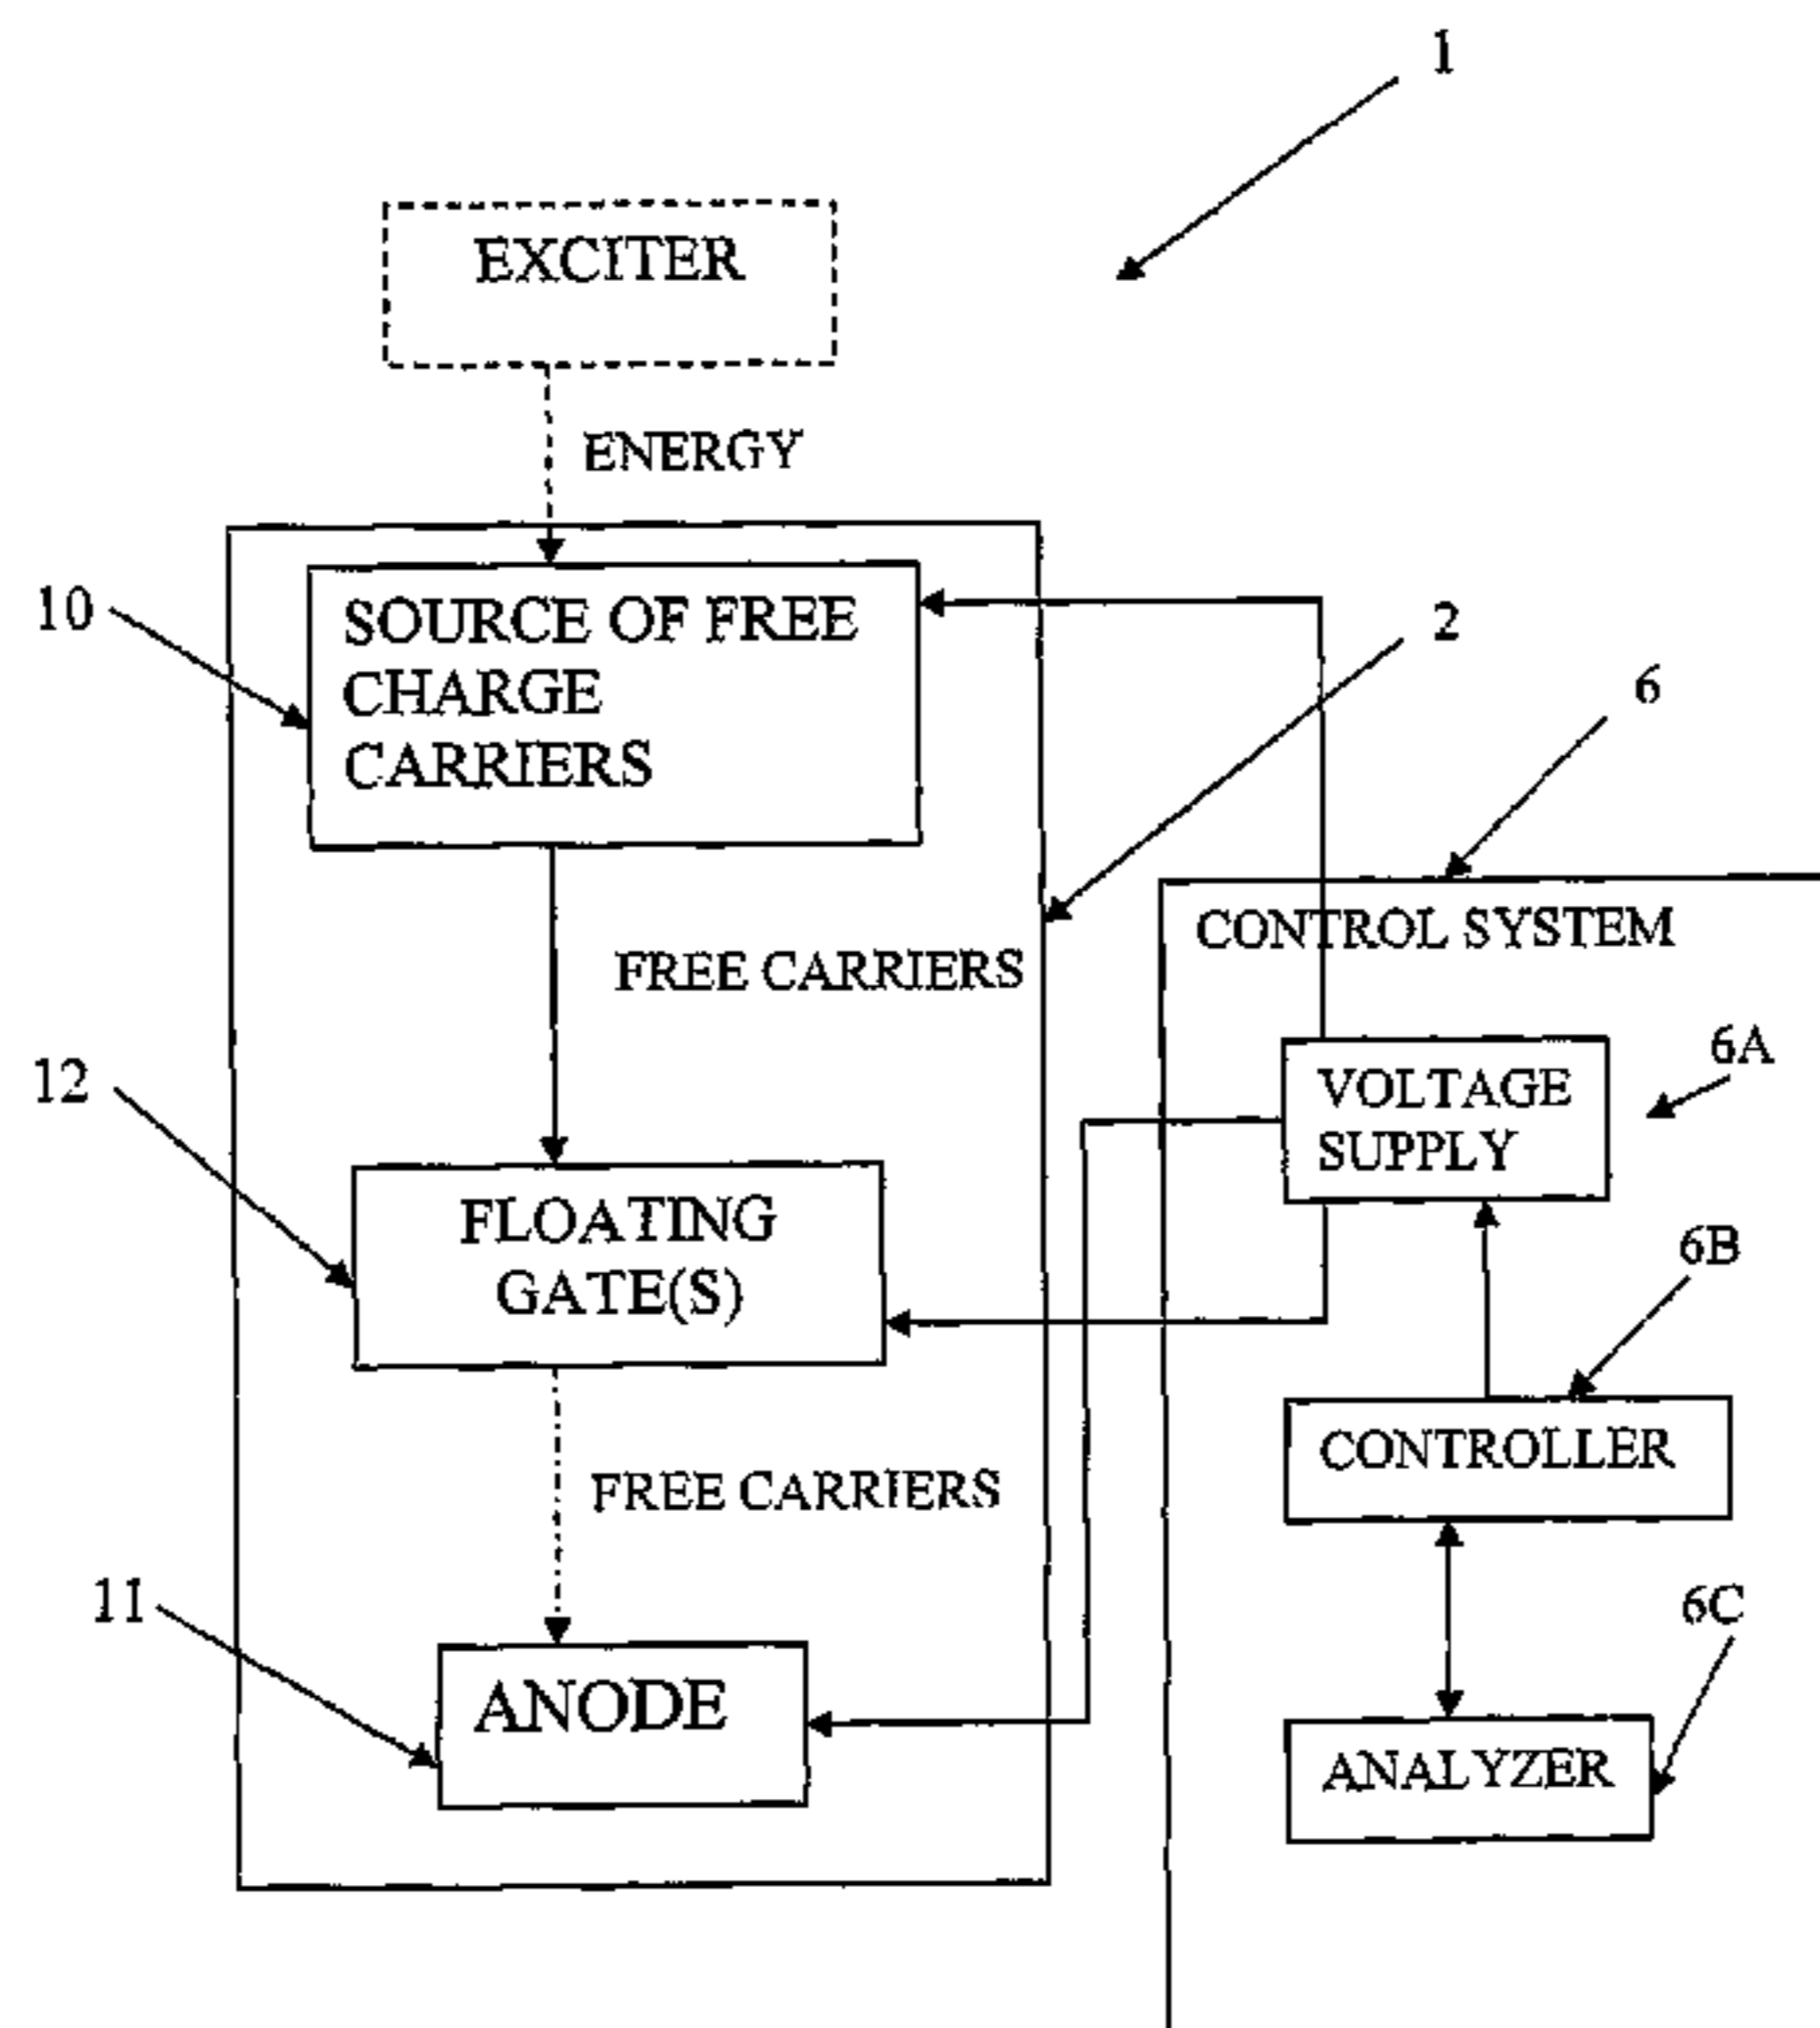 1
EXCITER
ENERGY
10
SOURCE OF FREE
CHARGE
CARRIERS
2
6
CONTROL SYSTEM
FREE CARRIERS
6A
VOLTAGE
SUPPLY
12
FLOATING
GATE(S)
6B
CONTROLLER
FREE CARRIERS
11
ANODE
6C
ANALYZER